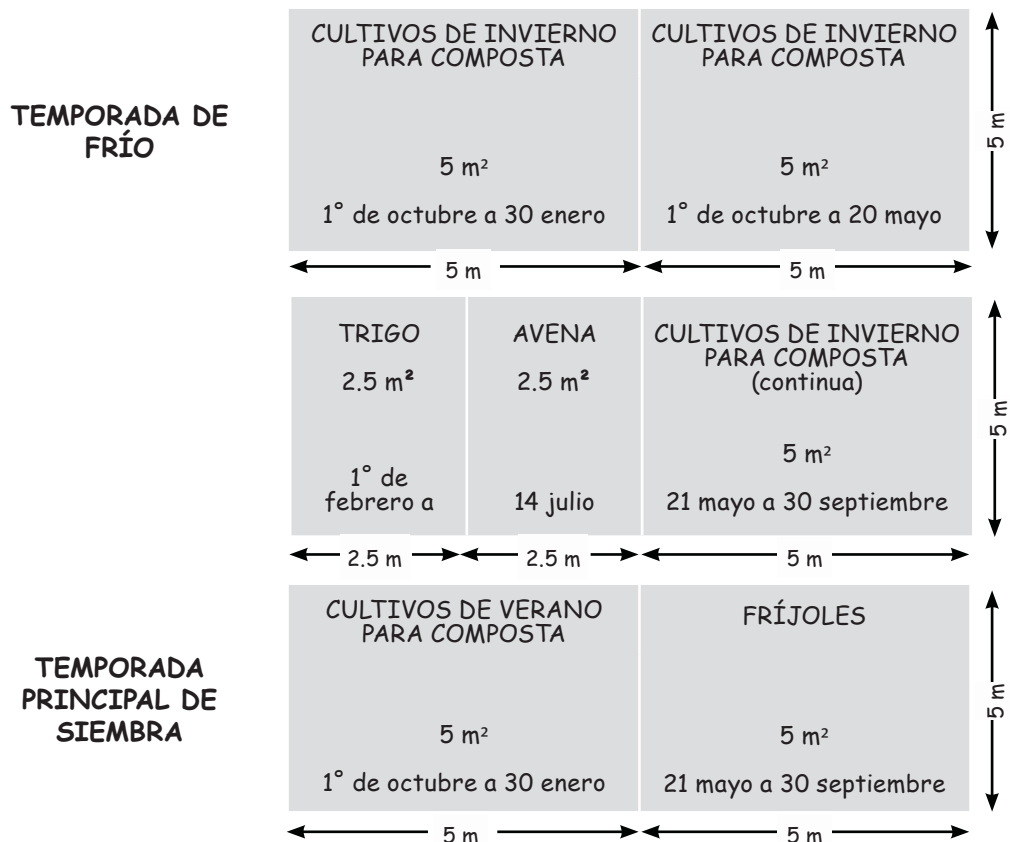 TEMPORADA DE
FRÍO
CULTIVOS DE INVIERNO
PARA COMPOSTA
5 m²
1° de octubre a 30 enero
CULTIVOS DE INVIERNO
PARA COMPOSTA
5 m²
1° de octubre a 20 mayo
5 m
5 m
5 m
TRIGO
2.5 m²
1° de
febrero a
AVENA
2.5 m²
14 julio
CULTIVOS DE INVIERNO
PARA COMPOSTA
(continua)
5 m²
21 mayo a 30 septiembre
5 m
2.5 m
2.5 m
5 m
TEMPORADA
PRINCIPAL DE
SIEMBRA
CULTIVOS DE VERANO
PARA COMPOSTA
5 m²
1° de octubre a 30 enero
FRÍJOLES
5 m²
21 mayo a 30 septiembre
5 m
5 m
5 m